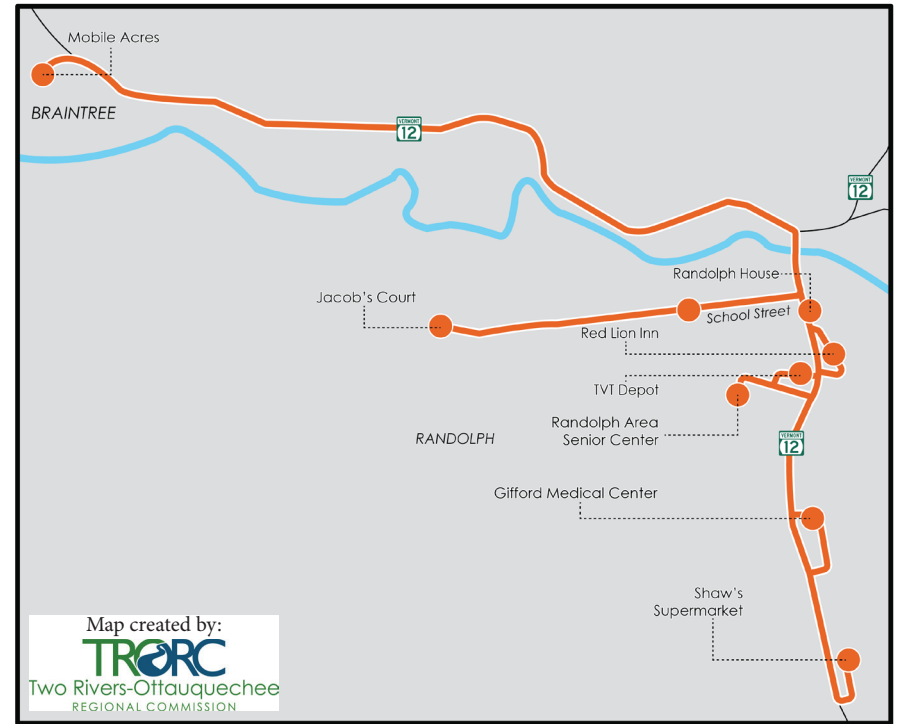 Mobile Acres
BRAINTREE
VERMONT
12
VERMONT
12
Randolph House
Jacob's Court
School Street
Red Lion Inn
TVT Depot
Randolph Area
Senior Center
RANDOLPH
VERMONT
12
Gifford Medical Center
Shaw's
Supermarket
Map created by:
TRORC
Two Rivers-Ottauquechee
REGIONAL COMMISSION